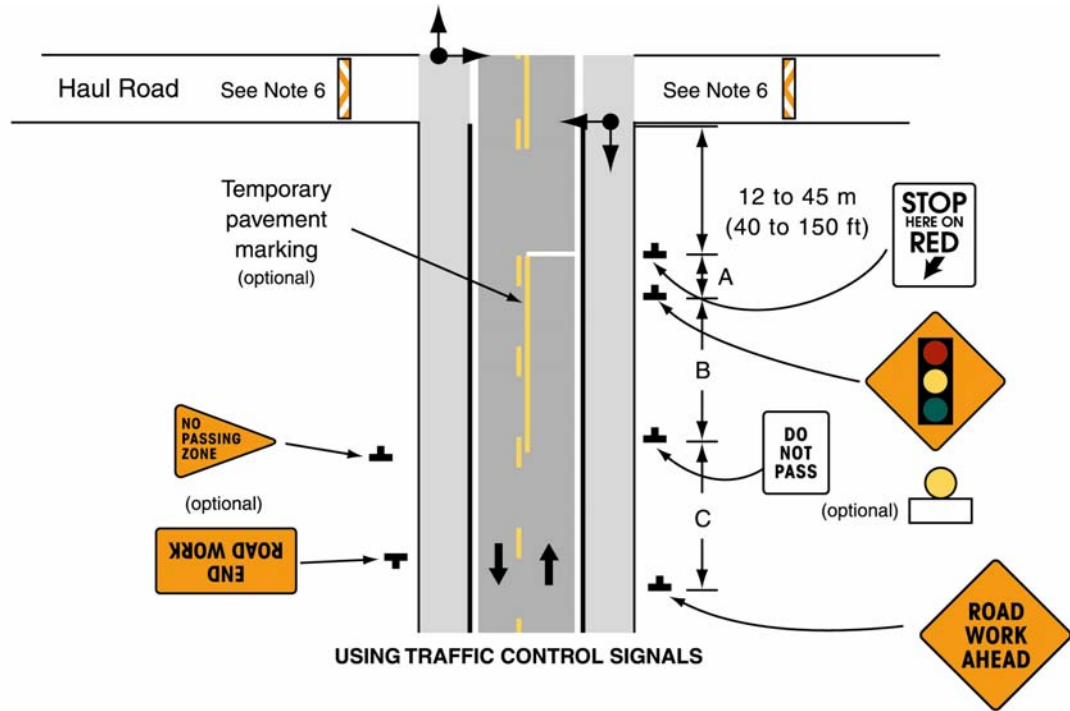 Haul Road
See Note 6
See Note 6
Temporary
pavement
marking
(optional)
12 to 45 m
(40 to 150 ft)
STOP
HERE ON
RED
A
B
NO
PASSING
ZONE
(optional)
DO
NOT
PASS
C
(optional)
END
ROAD WORK
ROAD
WORK
AHEAD
USING TRAFFIC CONTROL SIGNALS